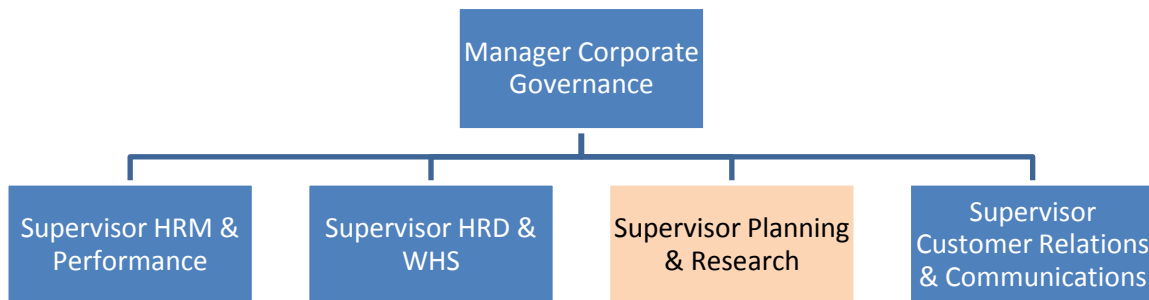 Manager Corporate
Governance
Supervisor HRM &
Performance
Supervisor HRD &
WHS
Supervisor Planning
& Research
Supervisor
Customer Relations
& Communications